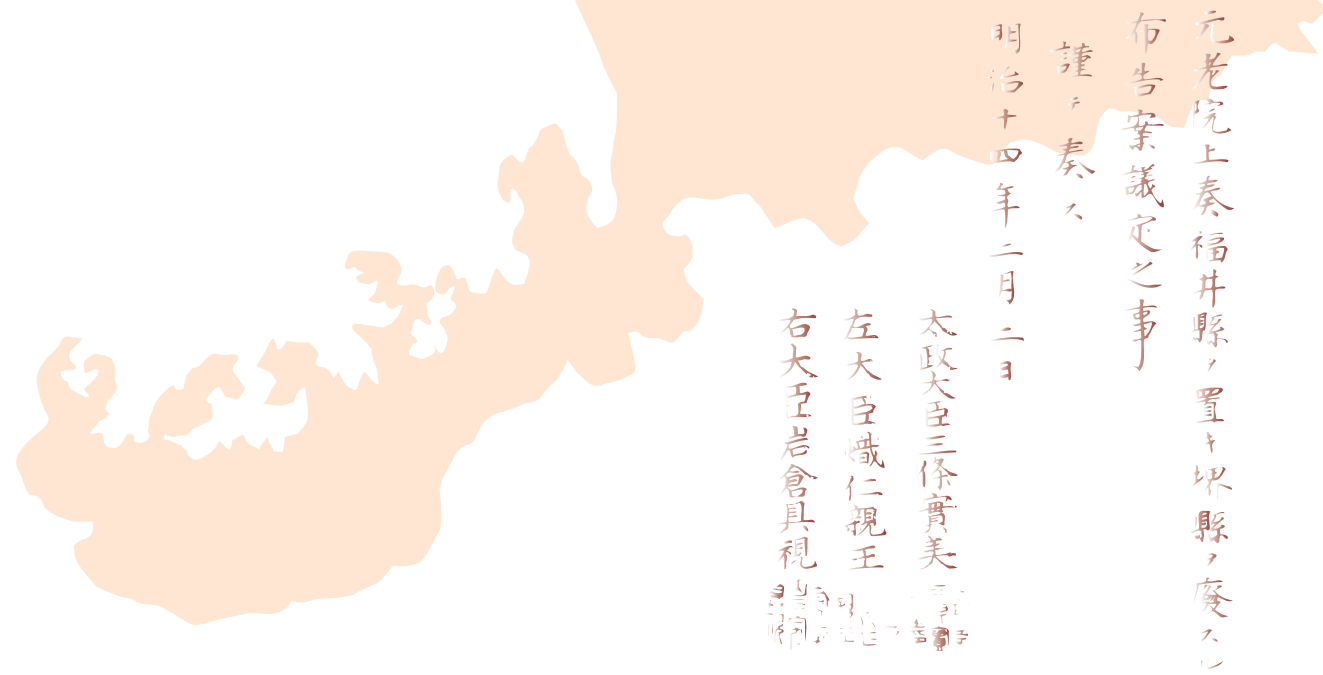 元老院上奏福井縣ヲ置キ堺縣ヲ廢スル
布告案議定之事
謹テ奏ス
明治十四年二月二日
太政大臣三條實美
左大臣熾仁親王
右大臣岩倉具視